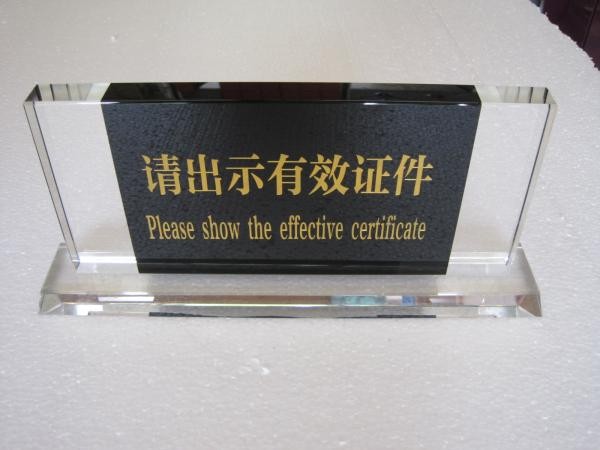 请出示有效证件
Please show the effective certificate